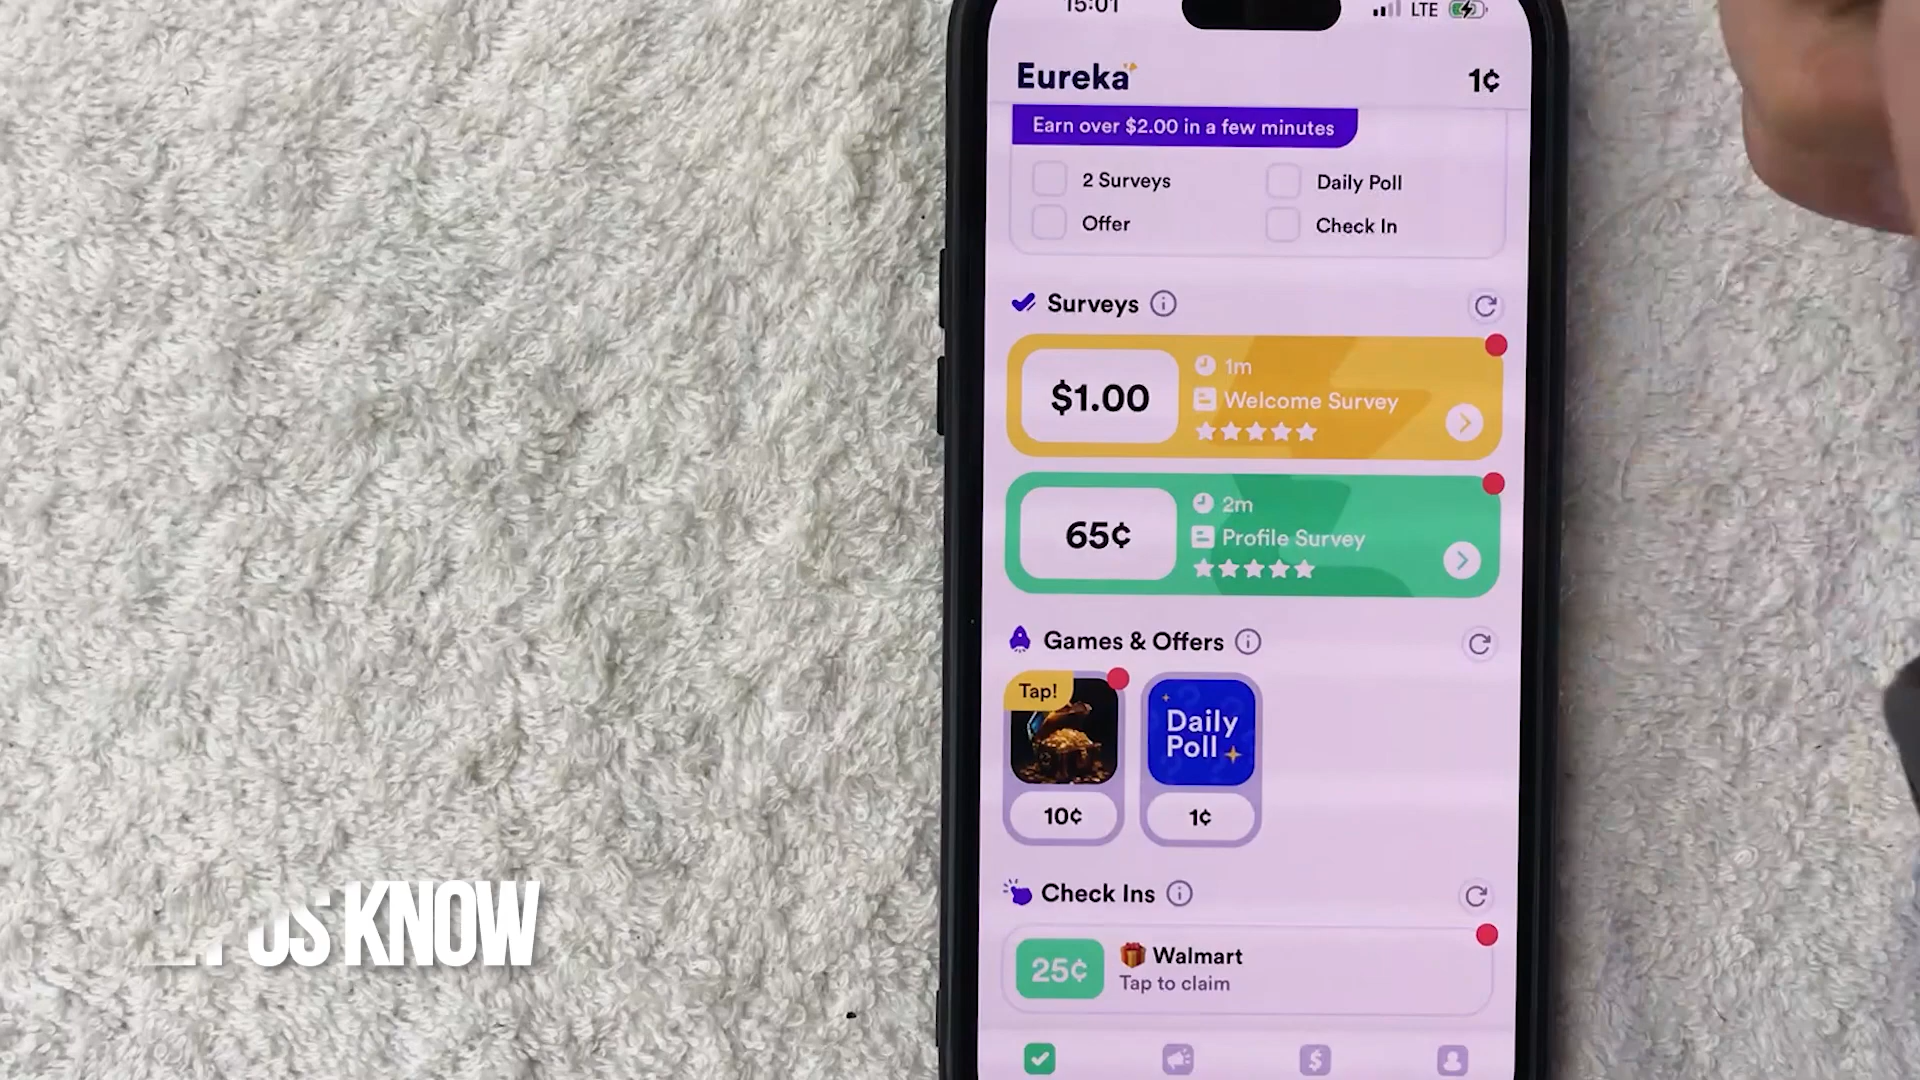 15:01
LTE
Eureka
1¢
Earn over $2.00 in a few minutes
2 Surveys
Daily Poll
Offer
Check In
Surveys
$1.00
1m
Welcome Survey
65¢
2m
Profile Survey
Games & Offers
Tap!
Daily
Poll
10¢
1¢
Check Ins
25¢
Walmart
Tap to claim
US KNOW